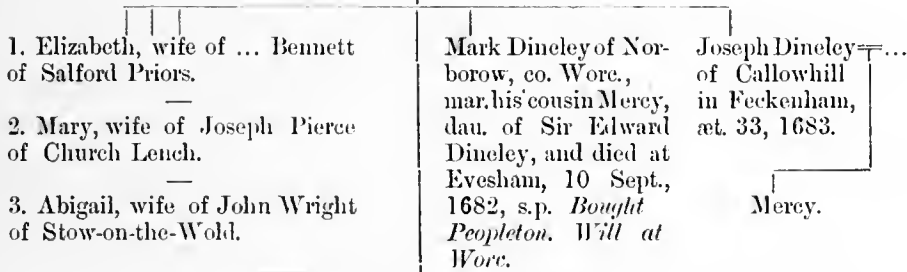 1. Elizabeth, wife of ... Bennett
of Salford Priors.
2. Mary, wife of Joseph Pierce
of Church Lench.
3. Abigail, wife of John Wright
of Stow-on-the-Wold.
Mark Dineley of Nor-
borow, co. Worc.,
mar. his cousin Mercy,
dau. of Sir Edward
Dineley, and died at
Evesham, 10 Sept.,
1682, s.p. Bought
Peopleton. Will at
Worc.
Joseph Dineley=...
of Callowhill
in Feckenham,
æt. 33, 1683.
Mercy.